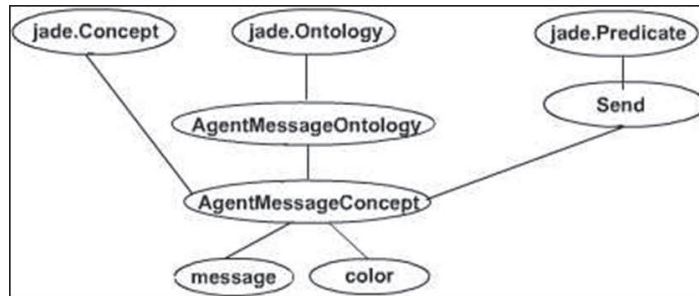 jade.Concept
jade.Ontology
jade.Predicate
Send
AgentMessageOntology
AgentMessageConcept
message
color